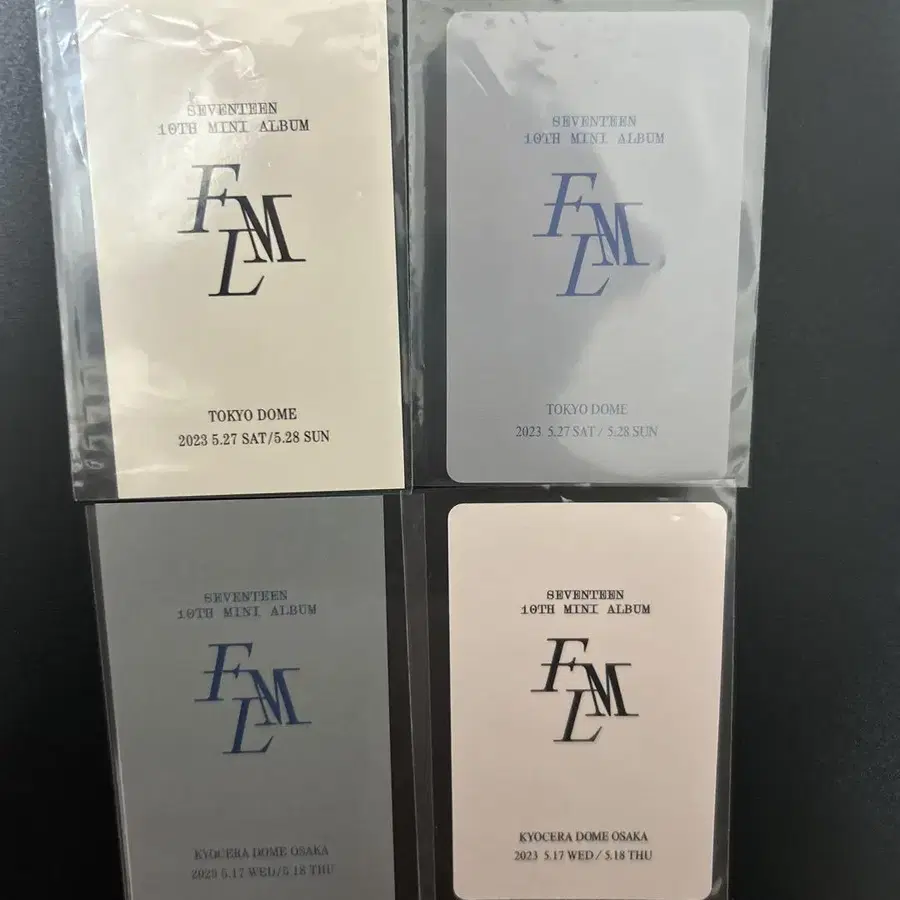 SEVENTEEN
10TH MINI ALBUM
FML
TOKYO DOME
2023 5.27 SAT/5.28 SUN
SEVENTEEN
10TH MINI ALBUM
FML
TOKYO DOME
2023 5.27 SAT / 5.28 SUN
SEVENTEEN
10TH MINI ALBUM
FML
KYOCERA DOME OSAKA
2023 5.17 WED/5.18 THU
SEVENTEEN
10TH MINI ALBUM
FML
KYOCERA DOME OSAKA
2023 5.17 WED / 5.18 THU